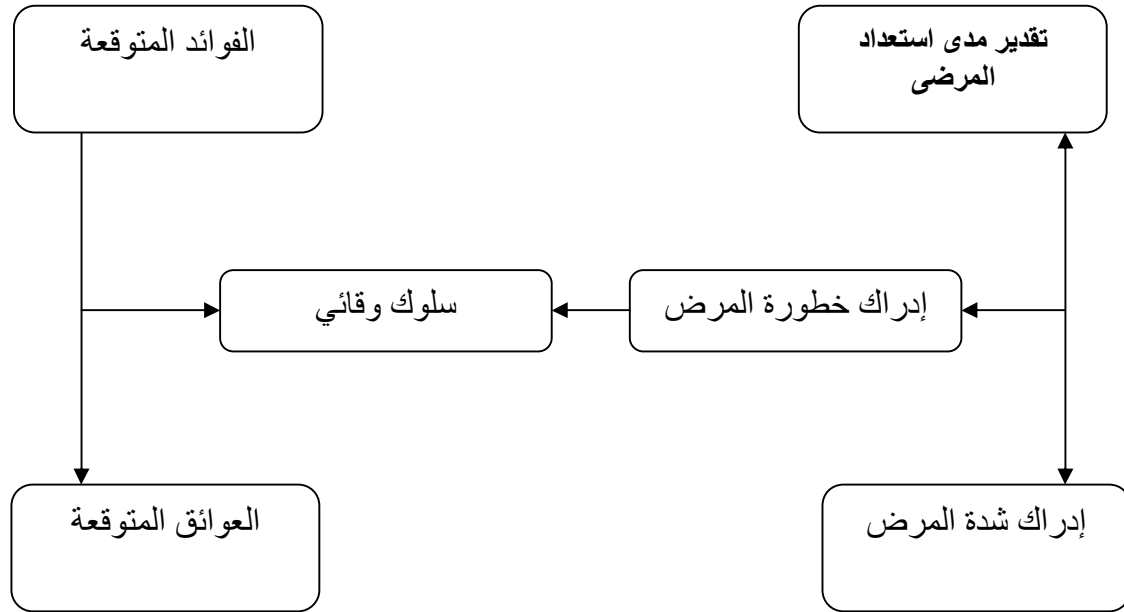 تقدير مدى استعداد
المرضى
الفوائد المتوقعة
إدراك خطورة المرض
سلوك وقائي
إدراك شدة المرض
العوائق المتوقعة